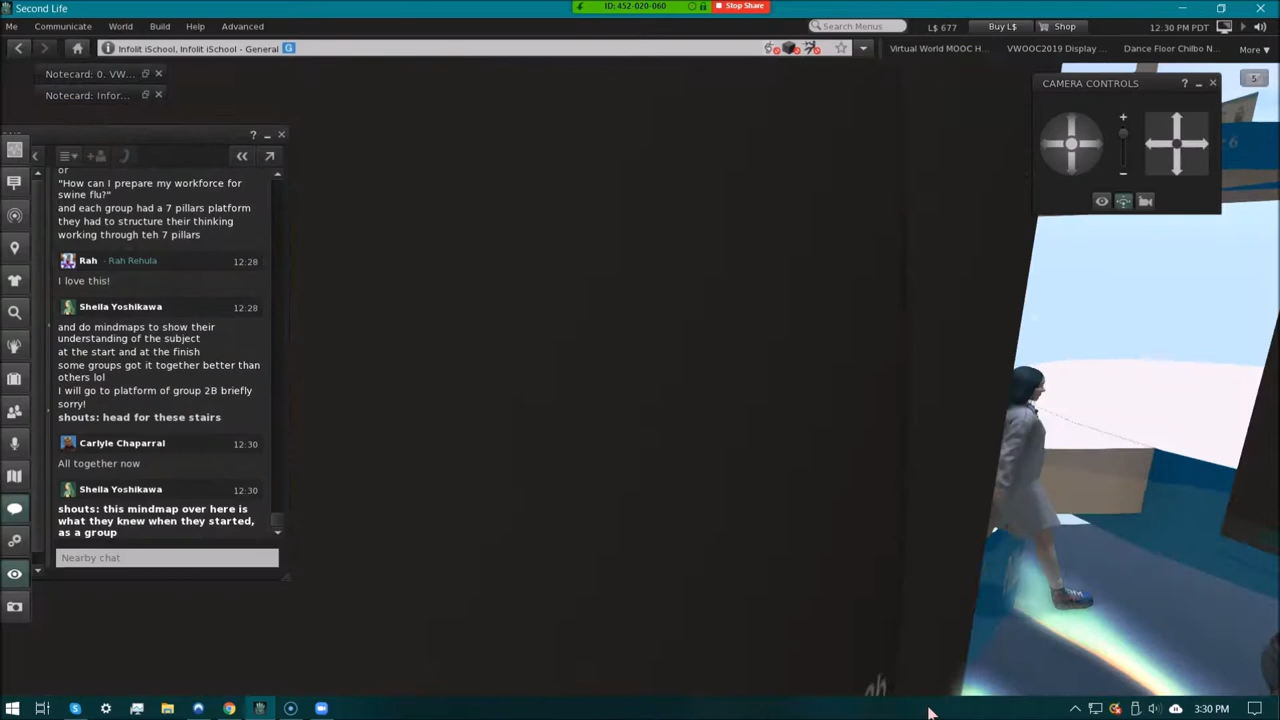 Second Life
ID: 452-020-060
Stop Share
Me Communicate World Build Help Advanced
Search Menus
L$ 677
Buy L$
Shop
12:30 PM PDT
Infolit iSchool, Infolit iSchool - General G
Virtual World MOOC H...
VWOOC2019 Display ...
Dance Floor Chilbo N...
More
Notecard: 0. VW...
Notecard: Infor...
CAMERA CONTROLS
or
"How can I prepare my workforce for
swine flu?"
and each group had a 7 pillars platform
they had to structure their thinking
working through teh 7 pillars
Rah - Rah Rehula 12:28
I love this!
Sheila Yoshikawa 12:28
and do mindmaps to show their
understanding of the subject
at the start and at the finish
some groups got it together better than
others lol
I will go to platform of group 2B briefly
sorry!
shouts: head for these stairs
Carlyle Chaparral 12:30
All together now
Sheila Yoshikawa 12:30
shouts: this mindmap over here is
what they knew when they started,
as a group
Nearby chat
3:30 PM